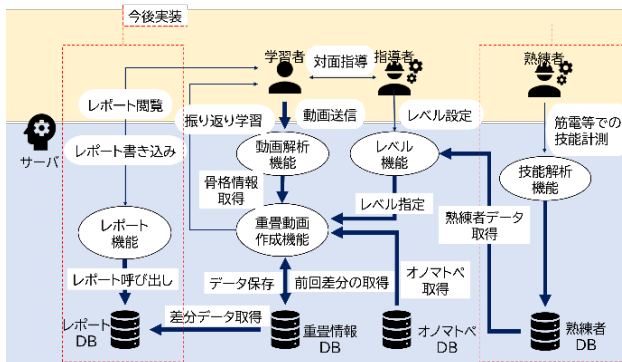 今後実装
学習者
対面指導
指導者
熟練者
レポート閲覧
振り返り学習
動画送信
レベル設定
筋電等での
技能計測
サーバ
レポート書き込み
動画解析
機能
レベル
機能
技能解析
機能
骨格情報
取得
レベル指定
レポート
機能
重畳動画
作成機能
熟練者データ
取得
レポート呼び出し
データ保存
前回差分の取得
オノマトペ
取得
レポート
DB
差分データ取得
重畳情報
DB
オノマトペ
DB
熟練者
DB